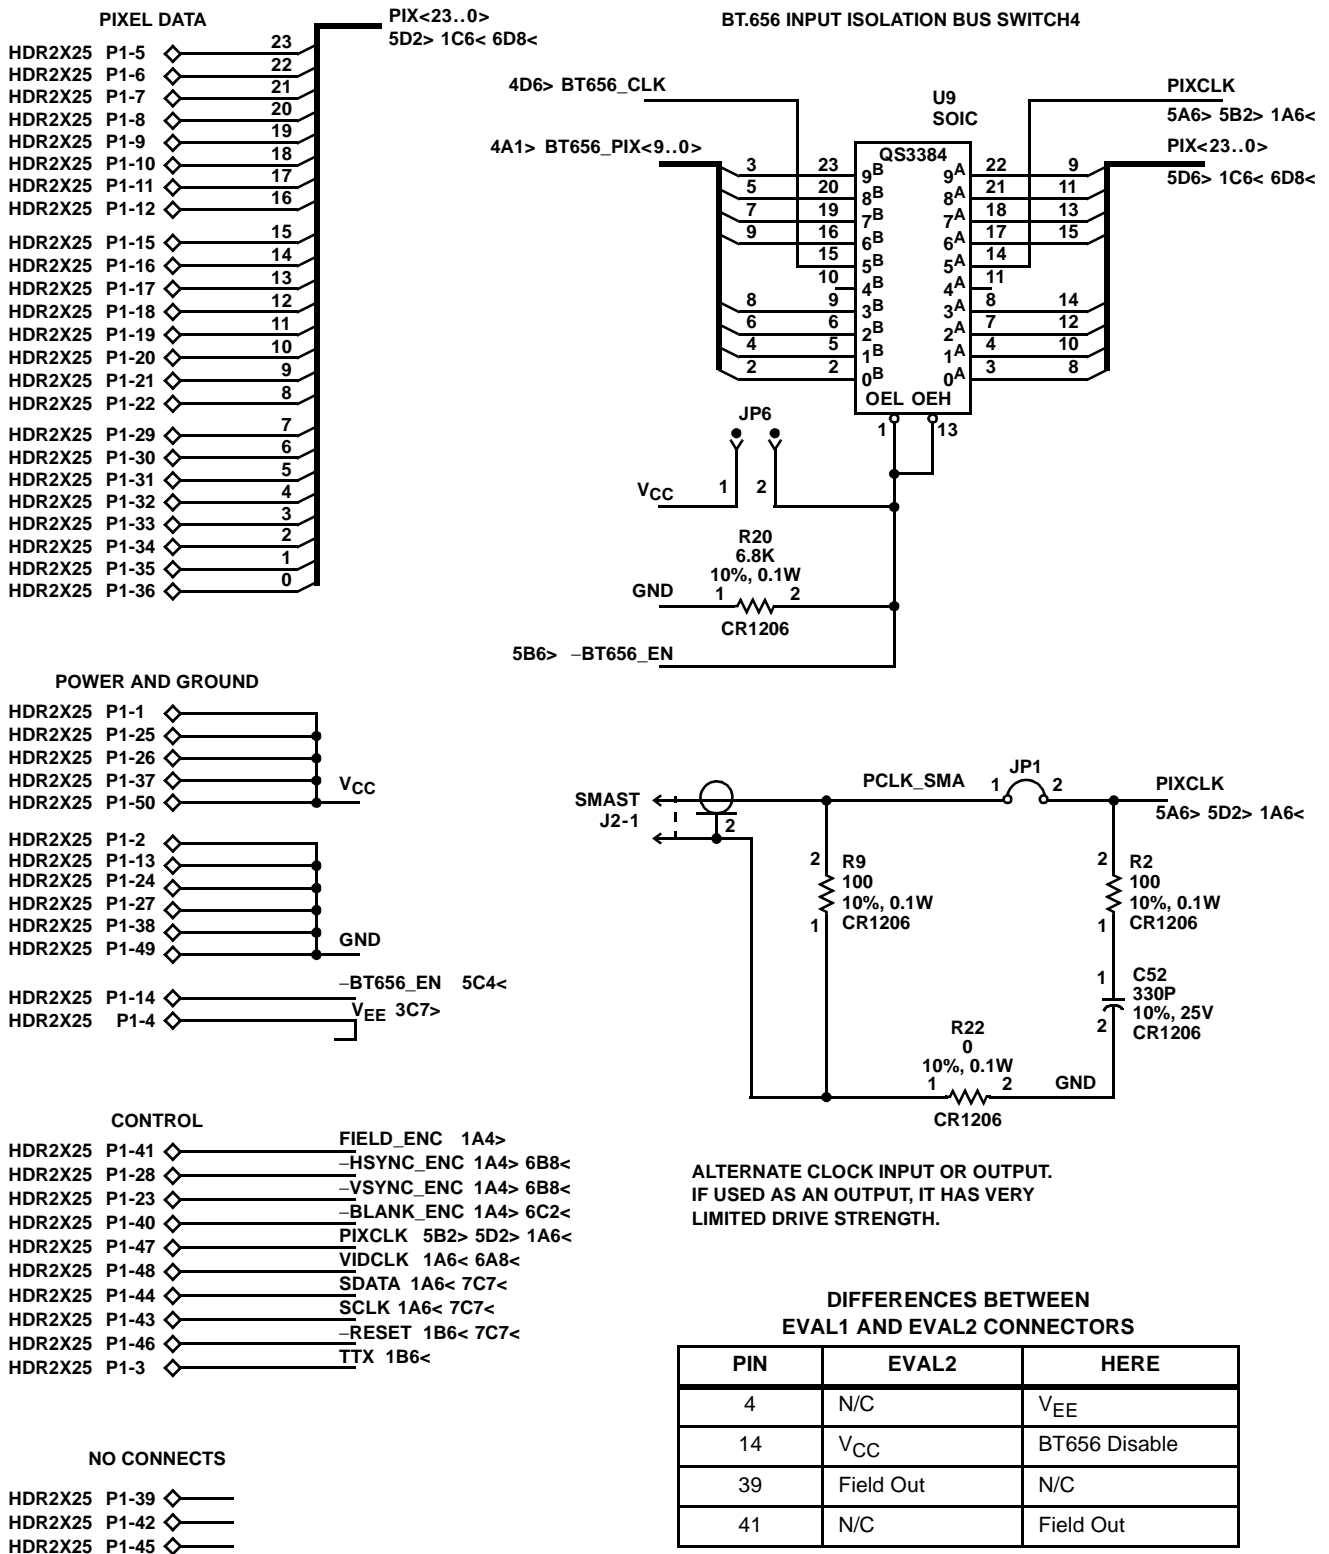 PIXEL DATA
PIX<23..0>
5D2> 1C6< 6D8<
HDR2X25 P1-5 23
HDR2X25 P1-6 22
HDR2X25 P1-7 21
HDR2X25 P1-8 20
HDR2X25 P1-9 19
HDR2X25 P1-10 18
HDR2X25 P1-11 17
HDR2X25 P1-12 16
HDR2X25 P1-15 15
HDR2X25 P1-16 14
HDR2X25 P1-17 13
HDR2X25 P1-18 12
HDR2X25 P1-19 11
HDR2X25 P1-20 10
HDR2X25 P1-21 9
HDR2X25 P1-22 8
HDR2X25 P1-29 7
HDR2X25 P1-30 6
HDR2X25 P1-31 5
HDR2X25 P1-32 4
HDR2X25 P1-33 3
HDR2X25 P1-34 2
HDR2X25 P1-35 1
HDR2X25 P1-36 0
BT.656 INPUT ISOLATION BUS SWITCH4
4D6> BT656_CLK
4A1> BT656_PIX<9..0>
U9
SOIC
QS3384
PIXCLK
5A6> 5B2> 1A6<
PIX<23..0>
5D6> 1C6< 6D8<
3 23 9B 9A 22 9
5 20 8B 8A 21 11
7 19 7B 7A 18 13
9 16 6B 6A 17 15
15 5B 5A 14
10 4B 4A 11
8 9 3B 3A 8 14
6 6 2B 2A 7 12
4 5 1B 1A 4 10
2 2 0B 0A 3 8
OEL OEH
1 13
JP6
VCC 1 2
R20
6.8K
10%, 0.1W
GND 1 2
CR1206
5B6> –BT656_EN
POWER AND GROUND
HDR2X25 P1-1
HDR2X25 P1-25
HDR2X25 P1-26
HDR2X25 P1-37
HDR2X25 P1-50
VCC
HDR2X25 P1-2
HDR2X25 P1-13
HDR2X25 P1-24
HDR2X25 P1-27
HDR2X25 P1-38
HDR2X25 P1-49
GND
HDR2X25 P1-14 –BT656_EN 5C4<
HDR2X25 P1-4 VEE 3C7>
SMAST
J2-1
2
PCLK_SMA 1 JP1 2
PIXCLK
5A6> 5D2> 1A6<
2 R9
100
10%, 0.1W
1 CR1206
2 R2
100
10%, 0.1W
1 CR1206
1 C52
330P
10%, 25V
2 CR1206
R22
0
10%, 0.1W
1 2 GND
CR1206
ALTERNATE CLOCK INPUT OR OUTPUT.
IF USED AS AN OUTPUT, IT HAS VERY
LIMITED DRIVE STRENGTH.
CONTROL
HDR2X25 P1-41 FIELD_ENC 1A4>
HDR2X25 P1-28 –HSYNC_ENC 1A4> 6B8<
HDR2X25 P1-23 –VSYNC_ENC 1A4> 6B8<
HDR2X25 P1-40 –BLANK_ENC 1A4> 6C2<
HDR2X25 P1-47 PIXCLK 5B2> 5D2> 1A6<
HDR2X25 P1-48 VIDCLK 1A6< 6A8<
HDR2X25 P1-44 SDATA 1A6< 7C7<
HDR2X25 P1-43 SCLK 1A6< 7C7<
HDR2X25 P1-46 –RESET 1B6< 7C7<
HDR2X25 P1-3 TTX 1B6<
NO CONNECTS
HDR2X25 P1-39
HDR2X25 P1-42
HDR2X25 P1-45
DIFFERENCES BETWEEN
EVAL1 AND EVAL2 CONNECTORS
PIN EVAL2 HERE
4 N/C VEE
14 VCC BT656 Disable
39 Field Out N/C
41 N/C Field Out